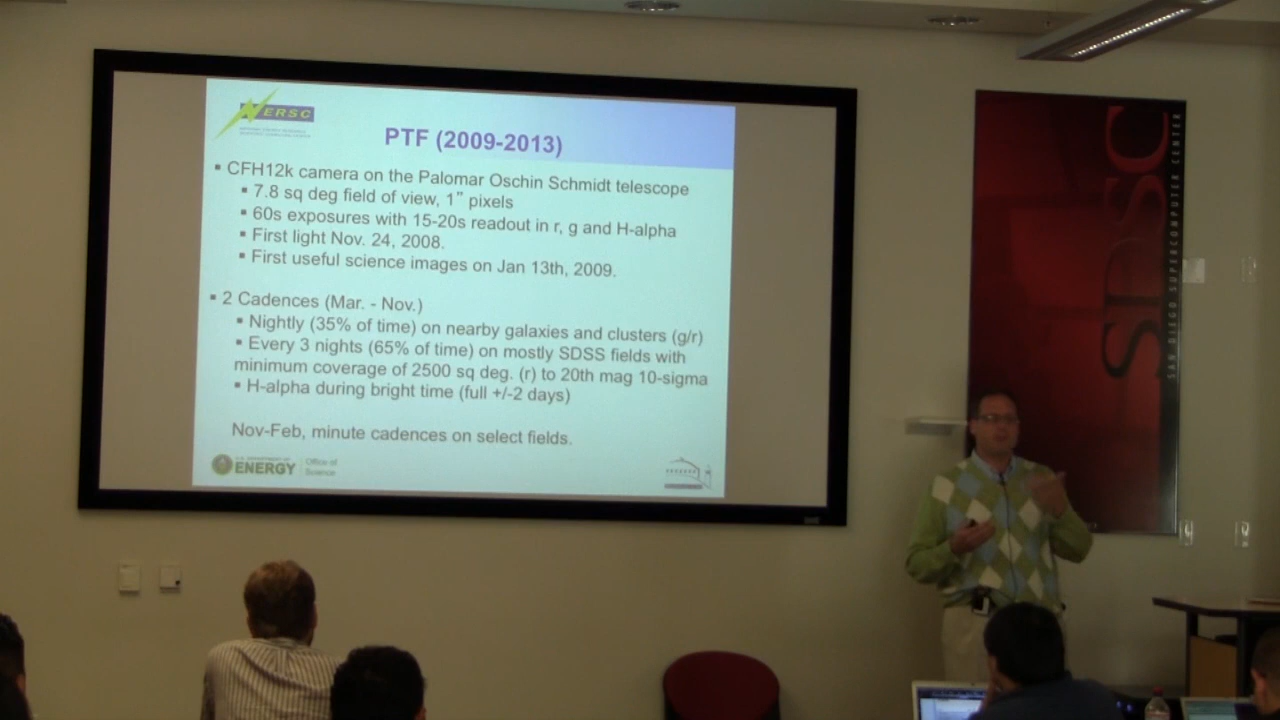 NERSC
PTF (2009-2013)
▪ CFH12k camera on the Palomar Oschin Schmidt telescope
▪ 7.8 sq deg field of view, 1” pixels
▪ 60s exposures with 15-20s readout in r, g and H-alpha
▪ First light Nov. 24, 2008.
▪ First useful science images on Jan 13th, 2009.
▪ 2 Cadences (Mar. - Nov.)
▪ Nightly (35% of time) on nearby galaxies and clusters (g/r)
▪ Every 3 nights (65% of time) on mostly SDSS fields with
minimum coverage of 2500 sq deg. (r) to 20th mag 10-sigma
▪ H-alpha during bright time (full +/-2 days)
Nov-Feb, minute cadences on select fields.
U.S. DEPARTMENT OF
ENERGY
Office of
Science
SDSC
SAN DIEGO SUPERCOMPUTER CENTER